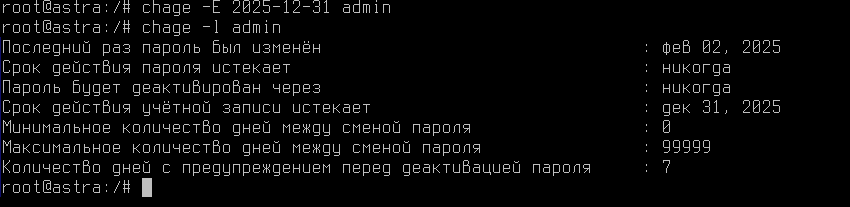 root@astra:/# chage -E 2025-12-31 admin
root@astra:/# chage -l admin
Последний раз пароль был изменён : фев 02, 2025
Срок действия пароля истекает : никогда
Пароль будет деактивирован через : никогда
Срок действия учётной записи истекает : дек 31, 2025
Минимальное количество дней между сменой пароля : 0
Максимальное количество дней между сменой пароля : 99999
Количество дней с предупреждением перед деактивацией пароля : 7
root@astra:/#